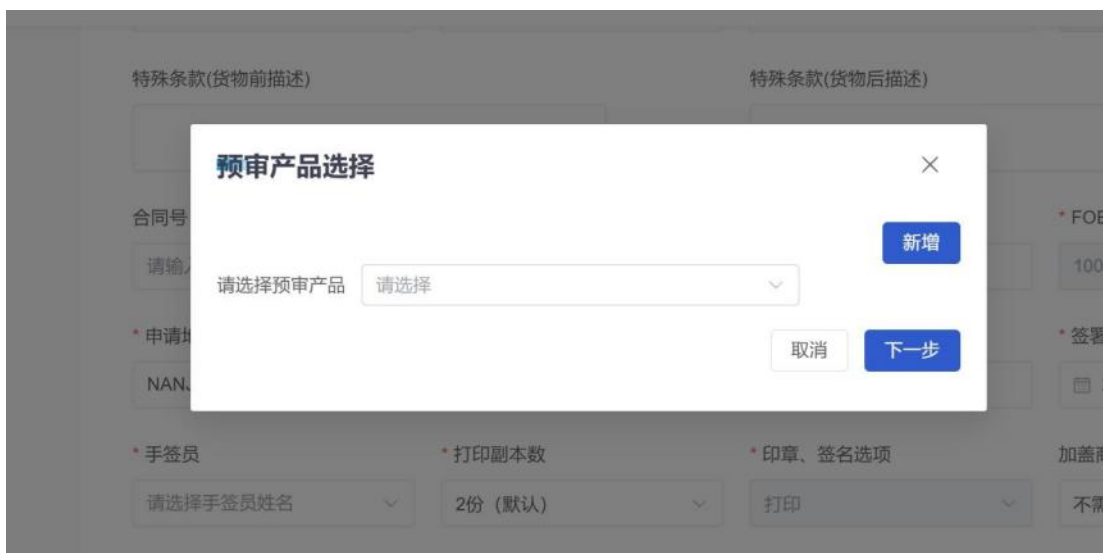 特殊条款(货物前描述)
特殊条款(货物后描述)
预审产品选择
合同号
* FOB
新增
请输入
100
请选择预审产品
请选择
* 申请地
* 签署
取消
下一步
NANJ
* 手签员
* 打印副本数
* 印章、签名选项
加盖商
请选择手签员姓名
2份（默认）
打印
不需